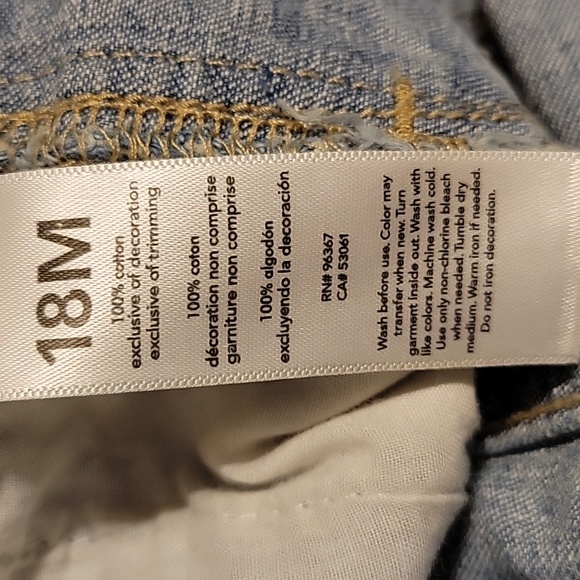 18M
100% cotton
exclusive of decoration
exclusive of trimming
100% coton
décoration non comprise
garniture non comprise
100% algodón
excluyendo la decoración
RN# 96367
CA# 53061
Wash before use. Color may
transfer when new. Turn
garment inside out. Wash with
like colors. Machine wash cold.
Use only non-chlorine bleach
when needed. Tumble dry
medium. Warm iron if needed.
Do not iron decoration.